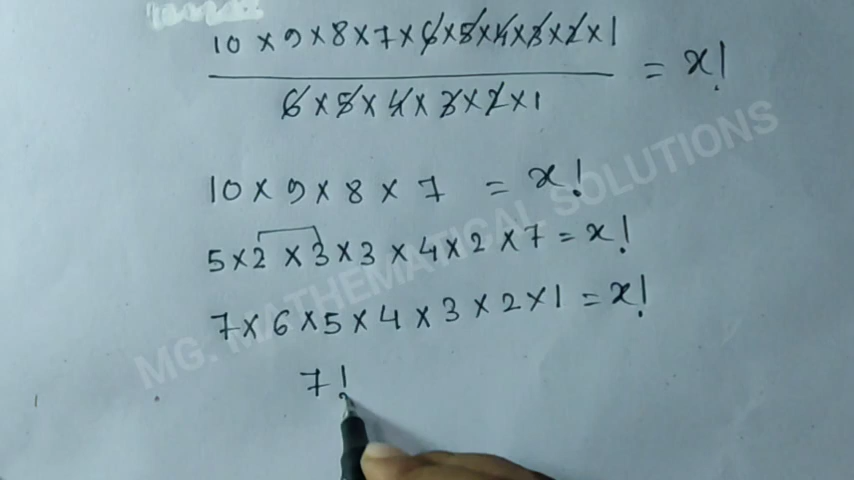 10 × 9 × 8 × 7 × 6 × 5 × 4 × 3 × 2 × 1
6 × 5 × 4 × 3 × 2 × 1
= x!
10 × 9 × 8 × 7 = x!
5 × 2 × 3 × 3 × 4 × 2 × 7 = x!
7 × 6 × 5 × 4 × 3 × 2 × 1 = x!
7!
MG. MATHEMATICAL SOLUTIONS